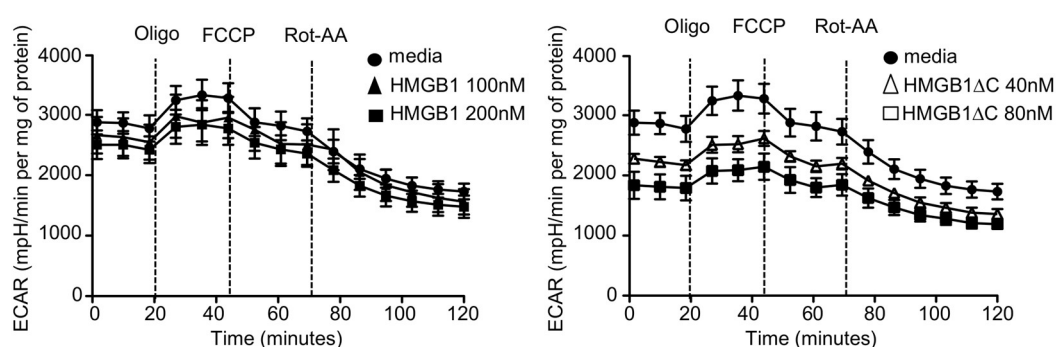 Oligo FCCP Rot-AA
ECAR (mpH/min per mg of protein)
4000
3000
2000
1000
0
media
HMGB1 100nM
HMGB1 200nM
0 20 40 60 80 100 120
Time (minutes)
Oligo FCCP Rot-AA
ECAR (mpH/min per mg of protein)
4000
3000
2000
1000
0
media
HMGB1ΔC 40nM
HMGB1ΔC 80nM
0 20 40 60 80 100 120
Time (minutes)